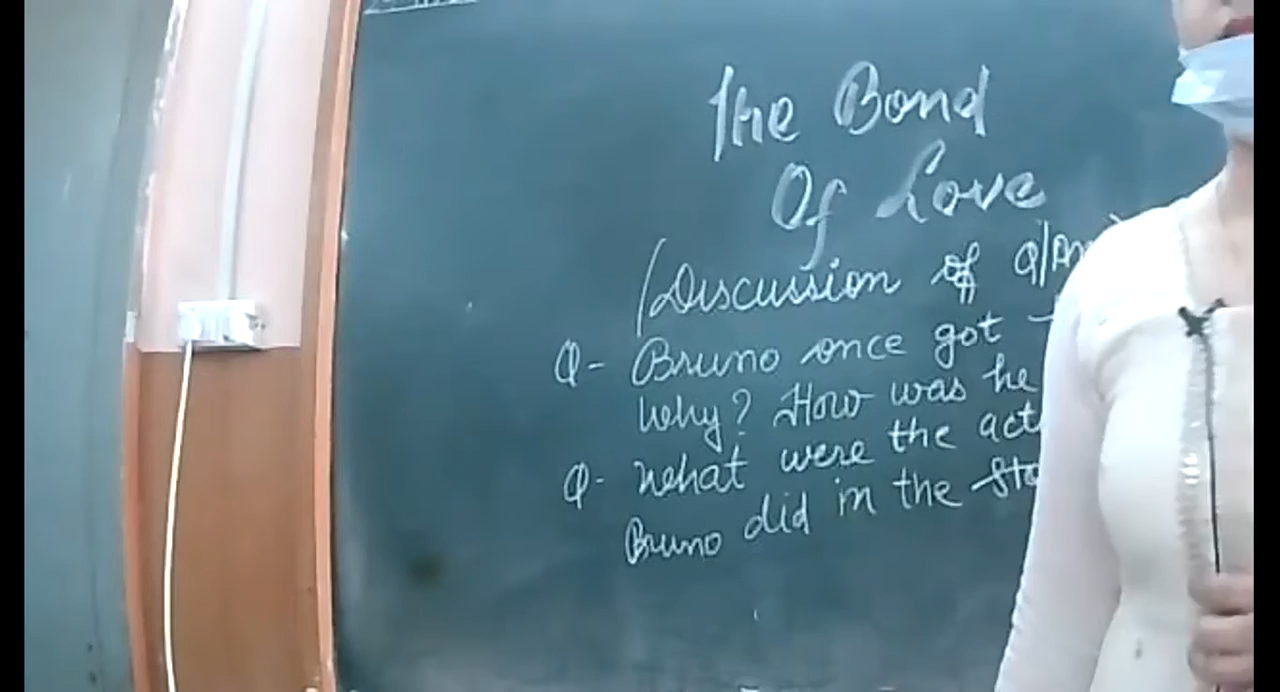 The Bond
Of Love
(Discussion of Q/An
Q- Bruno once got
Why? How was he
Q- What were the act
Bruno did in the Sto